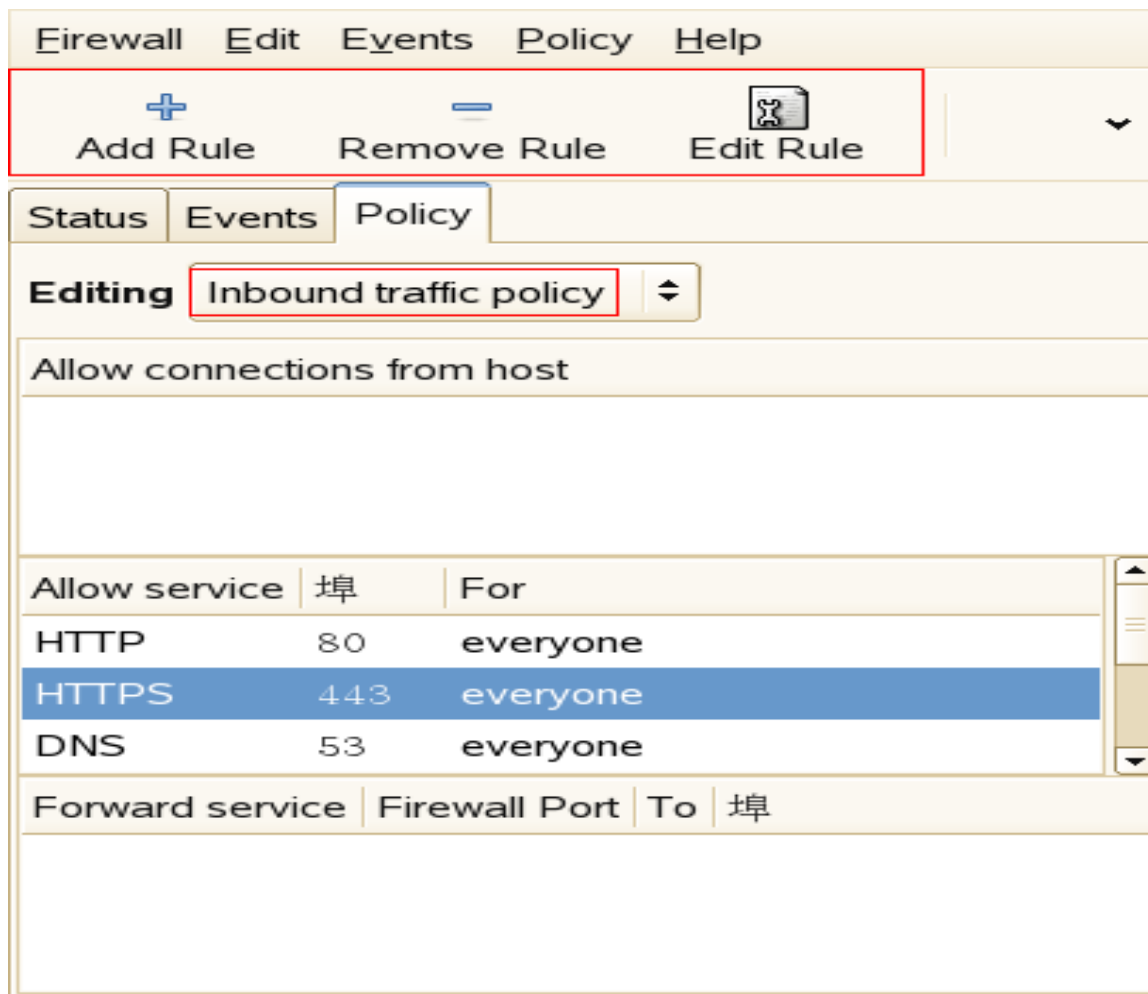 Firewall Edit Events Policy Help
Add Rule Remove Rule Edit Rule
Status Events Policy
Editing Inbound traffic policy
Allow connections from host
Allow service 埠 For
HTTP 80 everyone
HTTPS 443 everyone
DNS 53 everyone
Forward service Firewall Port To 埠